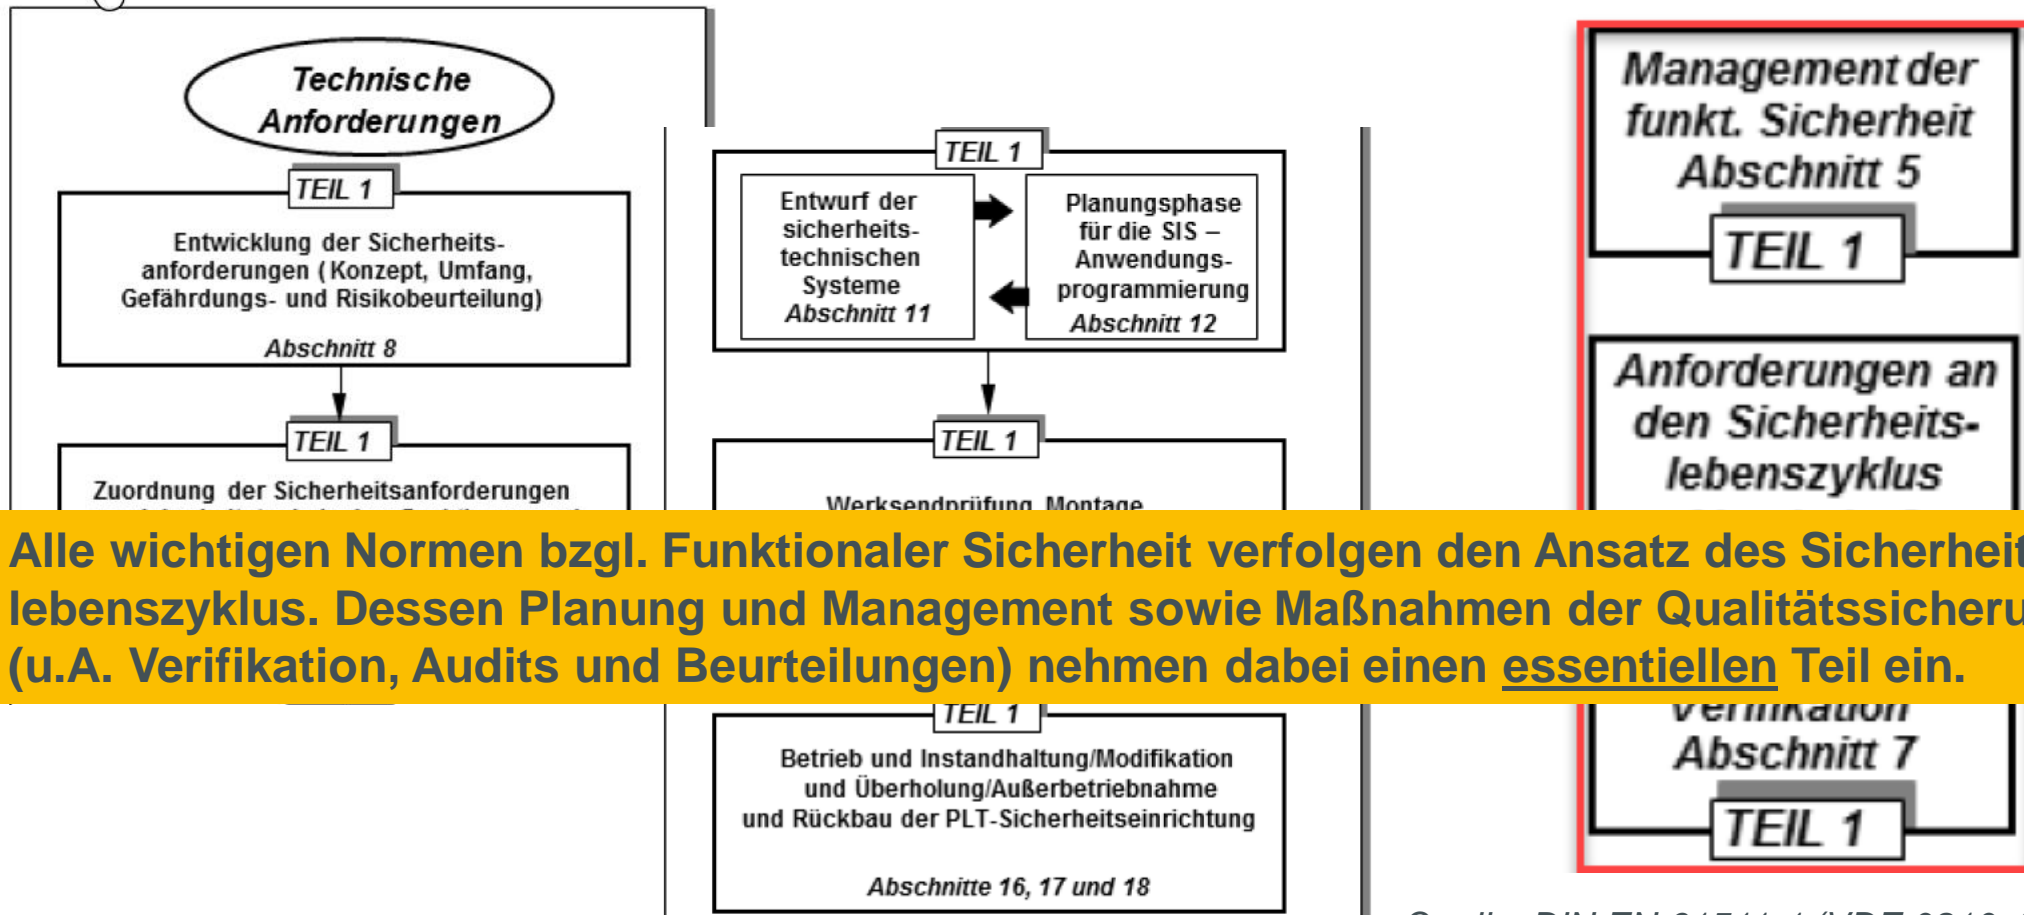 Technische
Anforderungen
TEIL 1
Entwicklung der Sicherheits-
anforderungen (Konzept, Umfang,
Gefährdungs- und Risikobeurteilung)
Abschnitt 8
TEIL 1
Zuordnung der Sicherheitsanforderungen
TEIL 1
Entwurf der
sicherheits-
technischen
Systeme
Abschnitt 11
Planungsphase
für die SIS –
Anwendungs-
programmierung
Abschnitt 12
TEIL 1
Werksendprüfung, Montage
Management der
funkt. Sicherheit
Abschnitt 5
TEIL 1
Anforderungen an
den Sicherheits-
lebenszyklus
Alle wichtigen Normen bzgl. Funktionaler Sicherheit verfolgen den Ansatz des Sicherheit
lebenszyklus. Dessen Planung und Management sowie Maßnahmen der Qualitätssicheru
(u.A. Verifikation, Audits und Beurteilungen) nehmen dabei einen essentiellen Teil ein.
TEIL 1
Betrieb und Instandhaltung/Modifikation
und Überholung/Außerbetriebnahme
und Rückbau der PLT-Sicherheitseinrichtung
Abschnitte 16, 17 und 18
Verifikation
Abschnitt 7
TEIL 1